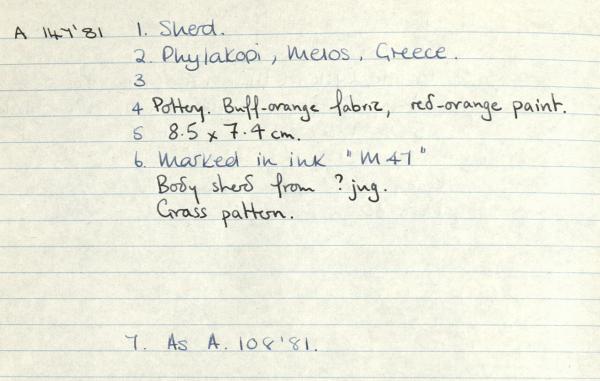 A 147'81 1. Sherd.
2. Phylakopi, Melos, Greece.
3
4 Pottery. Buff-orange fabric, red-orange paint.
5 8.5 x 7.4 cm.
6. Marked in ink "M47"
Body sherd from ? jug.
Grass pattern.
7. As A. 108'81.